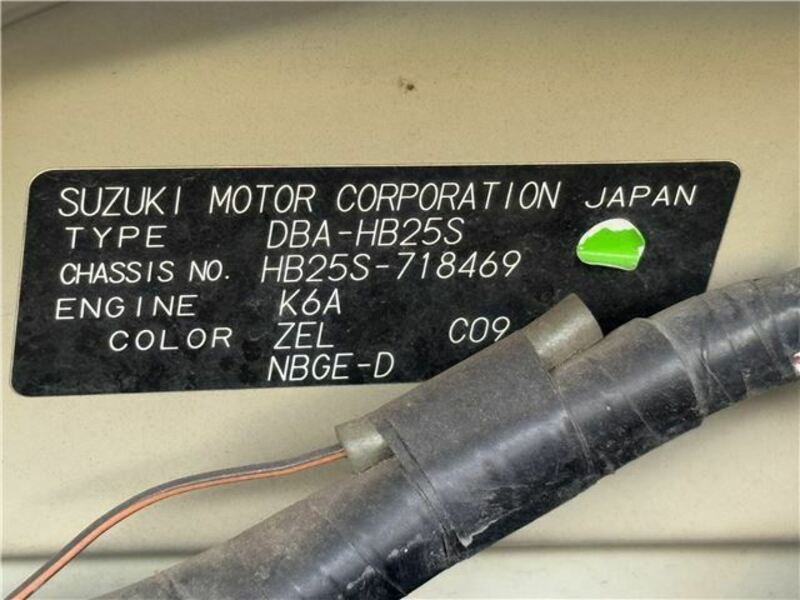 SUZUKI MOTOR CORPORATION JAPAN
TYPE DBA-HB25S
CHASSIS NO. HB25S-718469
ENGINE K6A
COLOR ZEL C09
NBGE-D